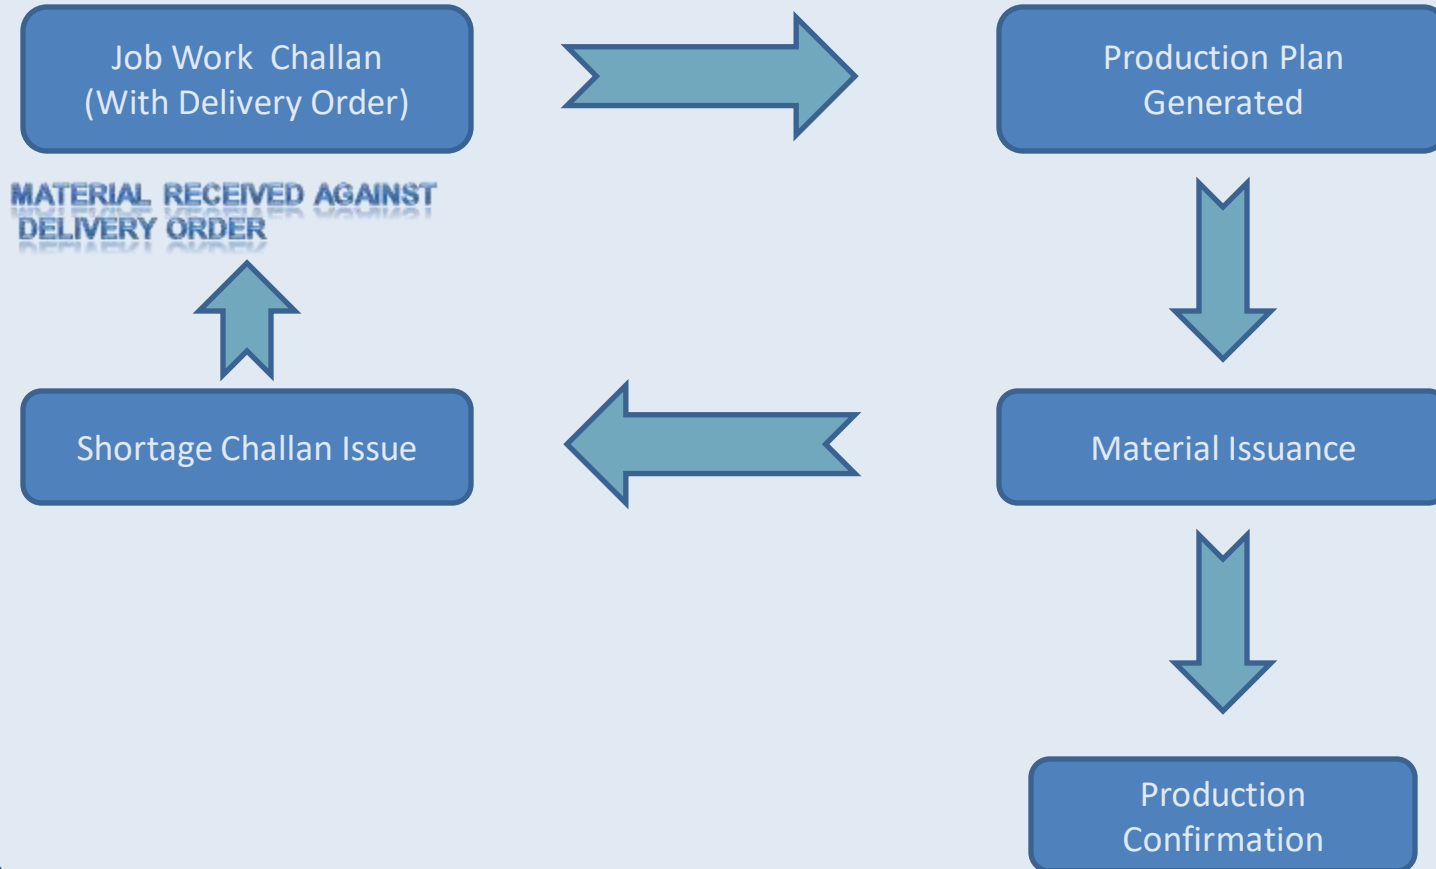 Job Work  Challan
(With Delivery Order)
Production Plan
Generated
MATERIAL RECEIVED AGAINST
DELIVERY ORDER
Shortage Challan Issue
Material Issuance
Production
Confirmation